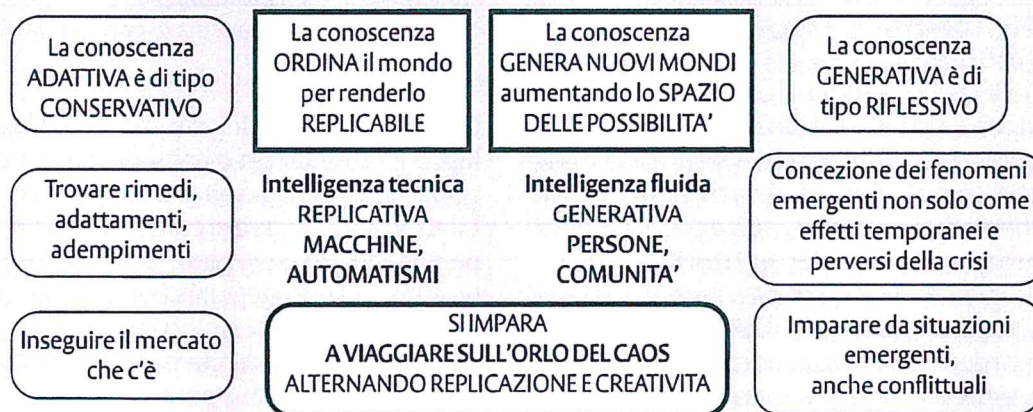 La conoscenza
ADATTIVA è di tipo
CONSERVATIVO
La conoscenza
ORDINA il mondo
per renderlo
REPLICABILE
La conoscenza
GENERA NUOVI MONDI
aumentando lo SPAZIO
DELLE POSSIBILITA'
La conoscenza
GENERATIVA è di
tipo RIFLESSIVO
Trovare rimedi,
adattamenti,
adempimenti
Intelligenza tecnica
REPLICATIVA
MACCHINE,
AUTOMATISMI
Intelligenza fluida
GENERATIVA
PERSONE,
COMUNITA'
Concezione dei fenomeni
emergenti non solo come
effetti temporanei e
perversi della crisi
Inseguire il mercato
che c'è
SI IMPARA
A VIAGGIARE SULL'ORLO DEL CAOS
ALTERNANDO REPLICAZIONE E CREATIVITA
Imparare da situazioni
emergenti,
anche conflittuali